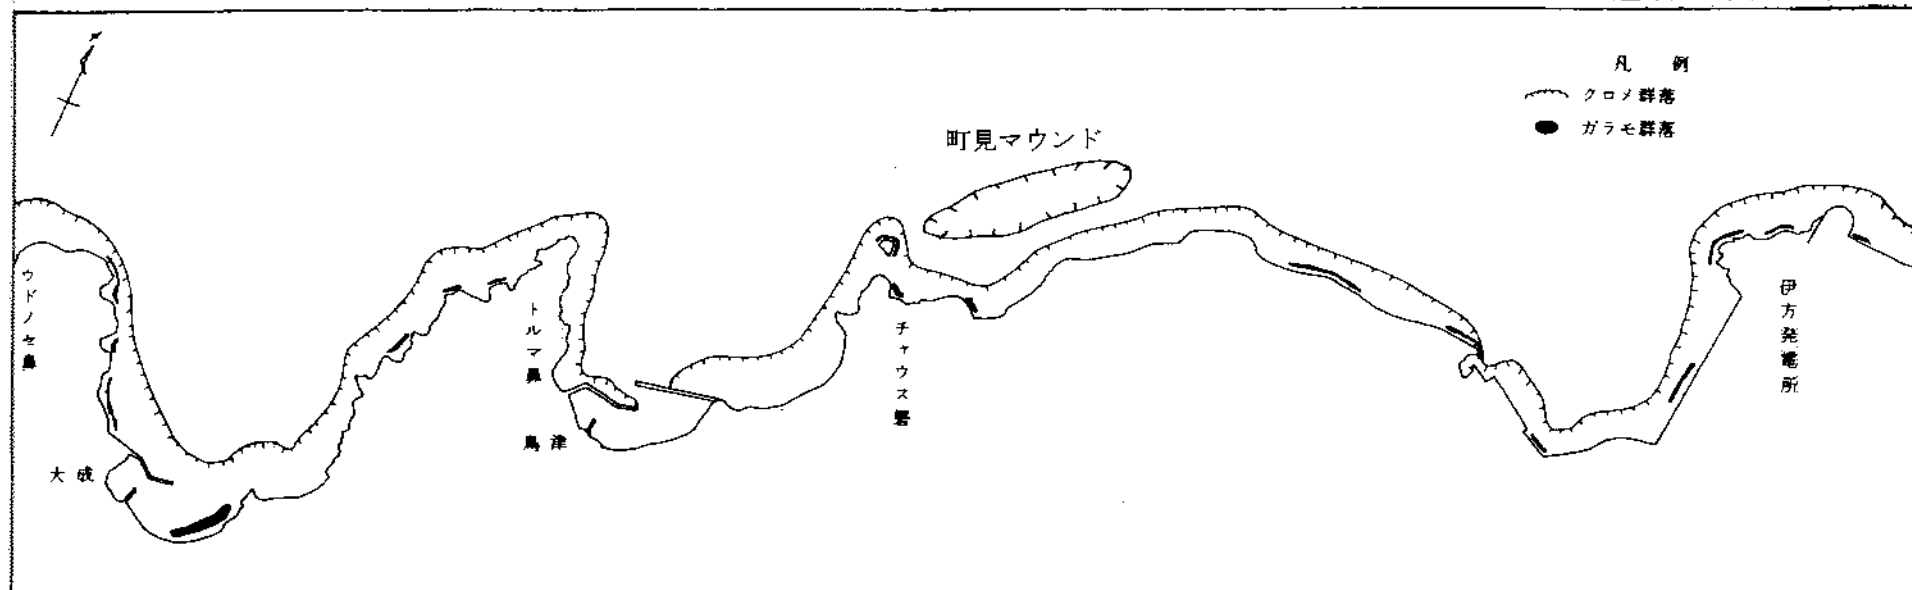 凡 例
クロメ群落
ガラモ群落
町見マウンド
ウドノセ鼻
トルマ鼻
チャウス礬
伊方発電所
鳥津
大成